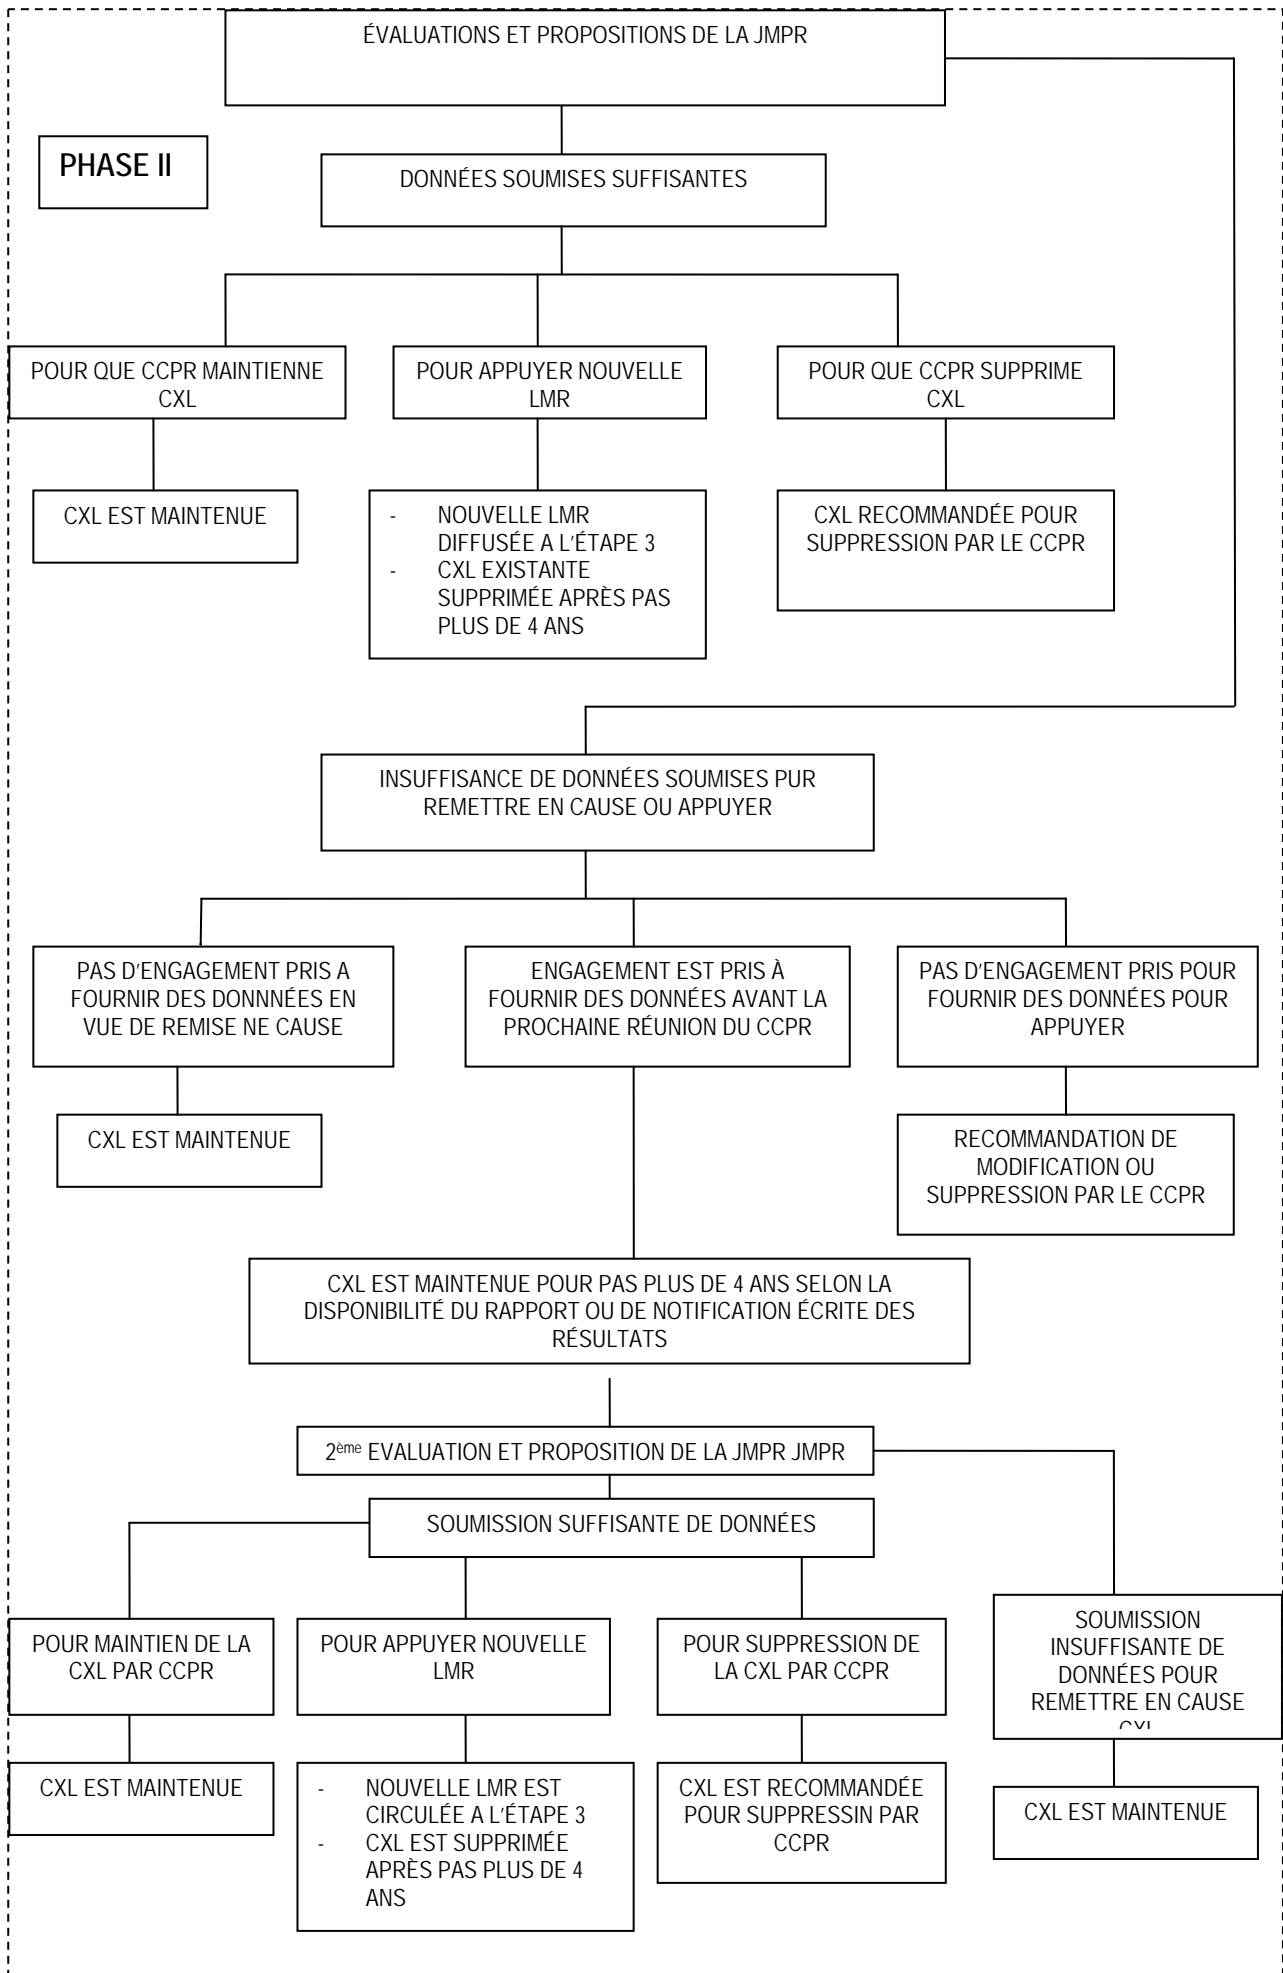 ÉVALUATIONS ET PROPOSITIONS DE LA JMPR
PHASE II
DONNÉES SOUMISES SUFFISANTES
POUR QUE CCPR MAINTIENNE
CXL
POUR APPUYER NOUVELLE
LMR
POUR QUE CCPR SUPPRIME
CXL
CXL EST MAINTENUE
- NOUVELLE LMR
DIFFUSÉE A L'ÉTAPE 3
- CXL EXISTANTE
SUPPRIMÉE APRÈS PAS
PLUS DE 4 ANS
CXL RECOMMANDÉE POUR
SUPPRESSION PAR LE CCPR
INSUFFISANCE DE DONNÉES SOUMISES PUR
REMETTRE EN CAUSE OU APPUYER
PAS D'ENGAGEMENT PRIS A
FOURNIR DES DONNNÉES EN
VUE DE REMISE NE CAUSE
ENGAGEMENT EST PRIS À
FOURNIR DES DONNÉES AVANT LA
PROCHAINE RÉUNION DU CCPR
PAS D'ENGAGEMENT PRIS POUR
FOURNIR DES DONNÉES POUR
APPUYER
CXL EST MAINTENUE
RECOMMANDATION DE
MODIFICATION OU
SUPPRESSION PAR LE CCPR
CXL EST MAINTENUE POUR PAS PLUS DE 4 ANS SELON LA
DISPONIBILITÉ DU RAPPORT OU DE NOTIFICATION ÉCRITE DES
RÉSULTATS
2ème EVALUATION ET PROPOSITION DE LA JMPR JMPR
SOUMISSION SUFFISANTE DE DONNÉES
POUR MAINTIEN DE LA
CXL PAR CCPR
POUR APPUYER NOUVELLE
LMR
POUR SUPPRESSION DE
LA CXL PAR CCPR
SOUMISSION
INSUFFISANTE DE
DONNÉES POUR
REMETTRE EN CAUSE
CXL EST MAINTENUE
- NOUVELLE LMR EST
CIRCULÉE A L'ÉTAPE 3
- CXL EST SUPPRIMÉE
APRÈS PAS PLUS DE 4
ANS
CXL EST RECOMMANDÉE
POUR SUPPRESSIN PAR
CCPR
CXL EST MAINTENUE